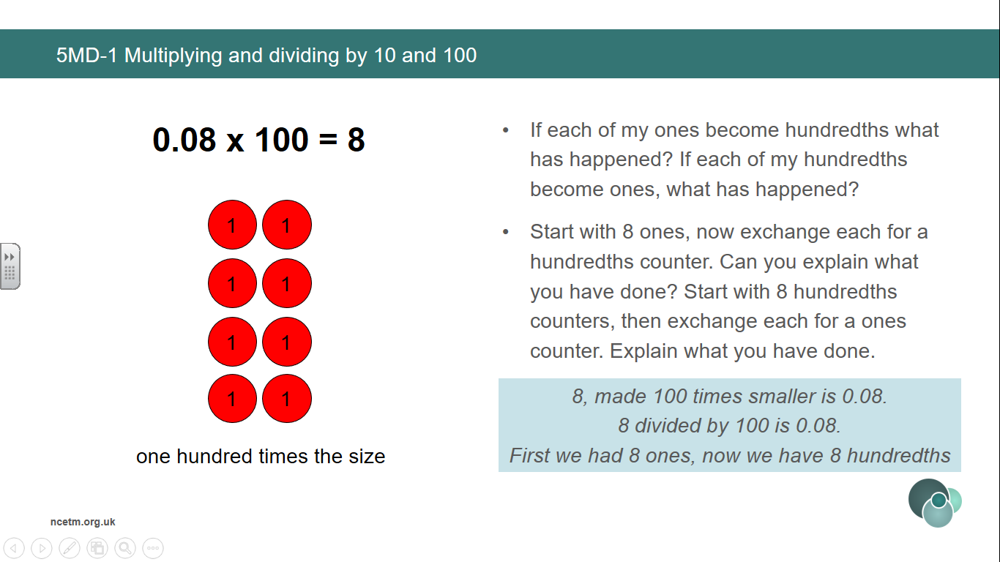 5MD-1 Multiplying and dividing by 10 and 100
0.08 x 100 = 8
1 1
1 1
1 1
1 1
one hundred times the size
• If each of my ones become hundredths what
has happened? If each of my hundredths
become ones, what has happened?
• Start with 8 ones, now exchange each for a
hundredths counter. Can you explain what
you have done? Start with 8 hundredths
counters, then exchange each for a ones
counter. Explain what you have done.
8, made 100 times smaller is 0.08.
8 divided by 100 is 0.08.
First we had 8 ones, now we have 8 hundredths
ncetm.org.uk